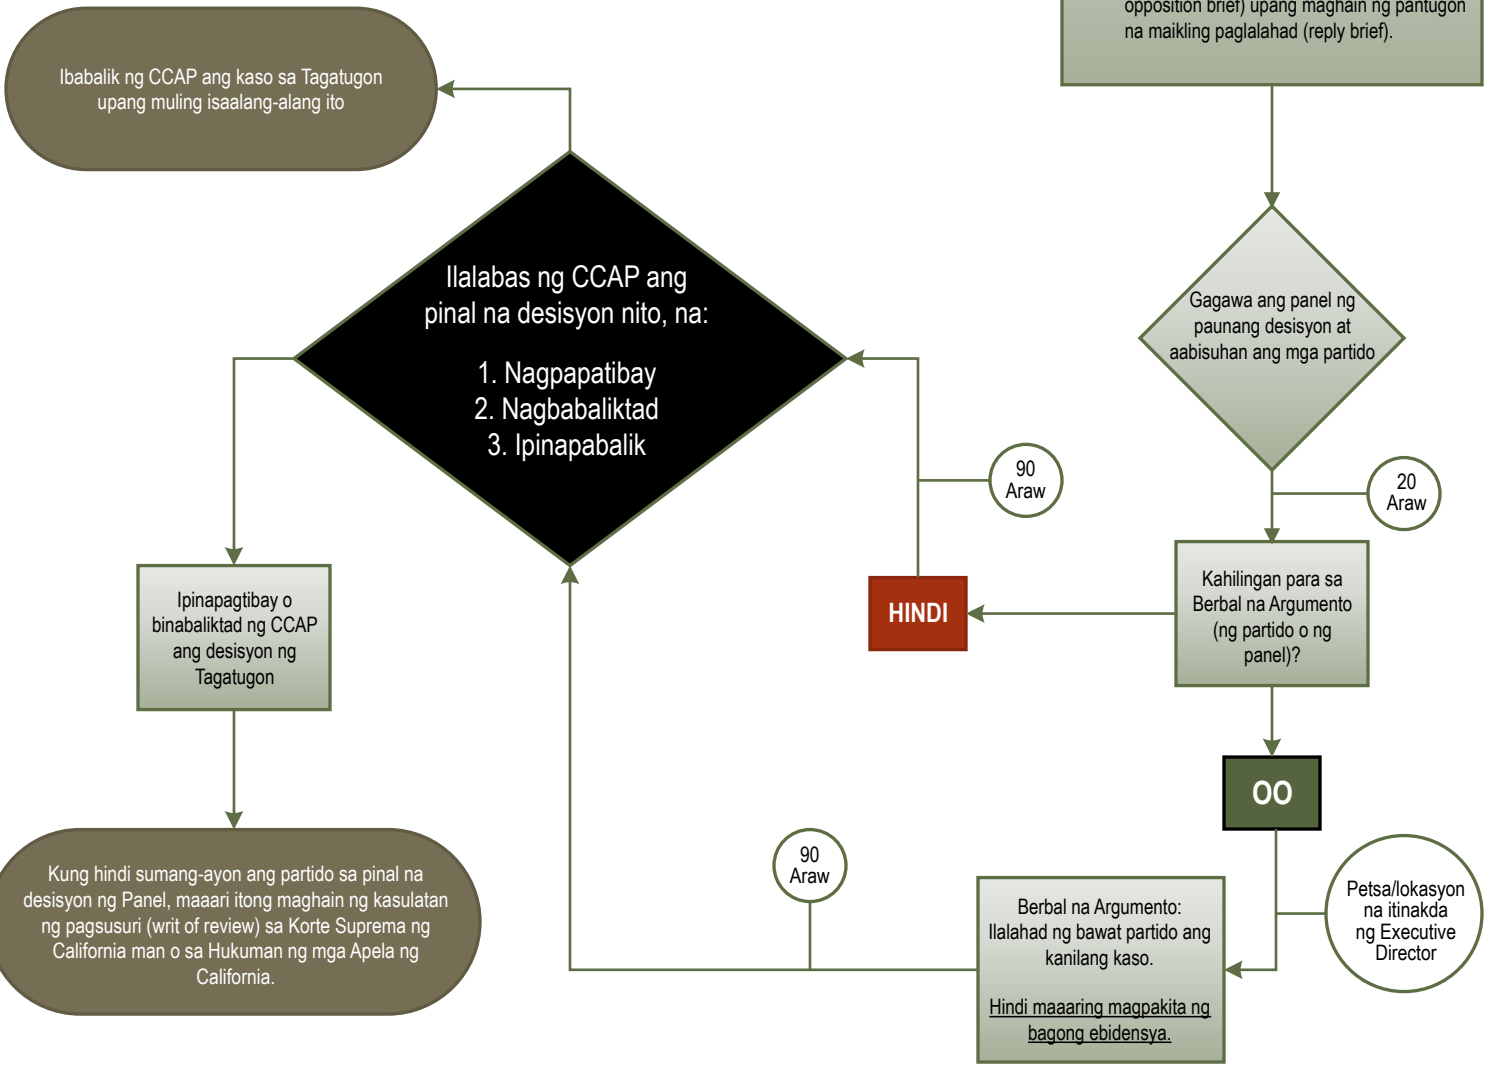 opposition brief) upang maghain ng pantugon
na maikling paglalahad (reply brief).
Ibabalik ng CCAP ang kaso sa Tagatugon
upang muling isaalang-alang ito
Ilalabas ng CCAP ang
pinal na desisyon nito, na:
1. Nagpapatibay
2. Nagbabaliktad
3. Ipinapabalik
Gagawa ang panel ng
paunang desisyon at
aabisuhan ang mga partido
90
Araw
20
Araw
Kahilingan para sa
Berbal na Argumento
(ng partido o ng
panel)?
HINDI
Ipinapagtibay o
binabaliktad ng CCAP
ang desisyon ng
Tagatugon
OO
90
Araw
Petsa/lokasyon
na itinakda
ng Executive
Director
Berbal na Argumento:
Ilalahad ng bawat partido ang
kanilang kaso.
Hindi maaaring magpakita ng
bagong ebidensya.
Kung hindi sumang-ayon ang partido sa pinal na
desisyon ng Panel, maaari itong maghain ng kasulatan
ng pagsusuri (writ of review) sa Korte Suprema ng
California man o sa Hukuman ng mga Apela ng
California.